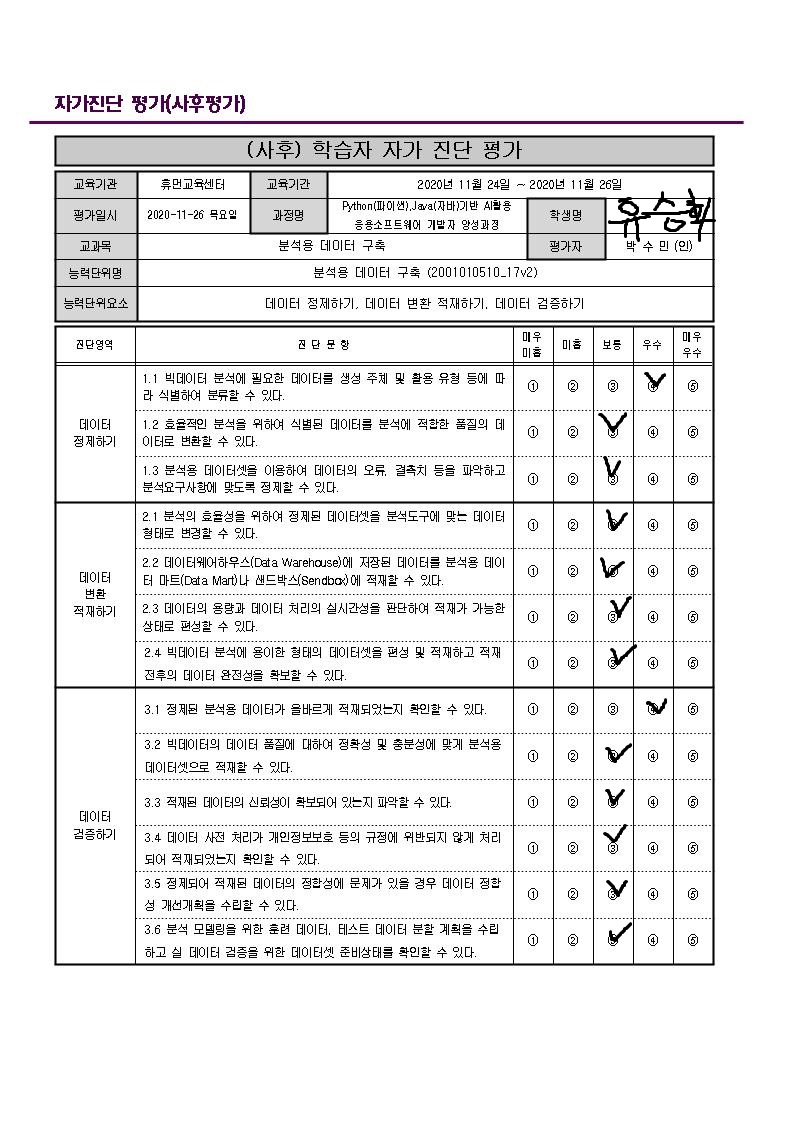 자가진단 평가(사후평가)
(사후) 학습자 자가 진단 평가
교육기관 휴먼교육센터 교육기간 2020년 11월 24일 ~ 2020년 11월 26일
평가일시 2020-11-26 목요일 과정명 Python(파이썬),Java(자바)기반 AI활용
응용소프트웨어 개발자 양성과정
학생명 유승희
교과목 분석용 데이터 구축 평가자 박 수 민 (인)
능력단위명 분석용 데이터 구축 (2001010510_17v2)
능력단위요소 데이터 정제하기, 데이터 변환 적재하기, 데이터 검증하기
진단영역 진 단 문 항 매우 미흡 미흡 보통 우수 매우 우수
데이터
정제하기
1.1 빅데이터 분석에 필요한 데이터를 생성 주체 및 활용 유형 등에 따
라 식별하여 분류할 수 있다.
① ② ③ ④ ⑤
1.2 효율적인 분석을 위하여 식별된 데이터를 분석에 적합한 품질의 데
이터로 변환할 수 있다.
① ② ③ ④ ⑤
1.3 분석용 데이터셋을 이용하여 데이터의 오류, 결측치 등을 파악하고
분석요구사항에 맞도록 정제할 수 있다.
① ② ③ ④ ⑤
데이터
변환
적재하기
2.1 분석의 효율성을 위하여 정제된 데이터셋을 분석도구에 맞는 데이터
형태로 변경할 수 있다.
① ② ③ ④ ⑤
2.2 데이터웨어하우스(Data Warehouse)에 저장된 데이터를 분석용 데이
터 마트(Data Mart)나 샌드박스(Sendbox)에 적재할 수 있다.
① ② ③ ④ ⑤
2.3 데이터의 용량과 데이터 처리의 실시간성을 판단하여 적재가 가능한
상태로 편성할 수 있다.
① ② ③ ④ ⑤
2.4 빅데이터 분석에 용이한 형태의 데이터셋을 편성 및 적재하고 적재
전후의 데이터 완전성을 확보할 수 있다.
① ② ③ ④ ⑤
데이터
검증하기
3.1 정제된 분석용 데이터가 올바르게 적재되었는지 확인할 수 있다.
① ② ③ ④ ⑤
3.2 빅데이터의 데이터 품질에 대하여 정확성 및 충분성에 맞게 분석용
데이터셋으로 적재할 수 있다.
① ② ③ ④ ⑤
3.3 적재된 데이터의 신뢰성이 확보되어 있는지 파악할 수 있다.
① ② ③ ④ ⑤
3.4 데이터 사전 처리가 개인정보보호 등의 규정에 위반되지 않게 처리
되어 적재되었는지 확인할 수 있다.
① ② ③ ④ ⑤
3.5 정제되어 적재된 데이터의 정합성에 문제가 있을 경우 데이터 정합
성 개선계획을 수립할 수 있다.
① ② ③ ④ ⑤
3.6 분석 모델링을 위한 훈련 데이터, 테스트 데이터 분할 계획을 수립
하고 실 데이터 검증을 위한 데이터셋 준비상태를 확인할 수 있다.
① ② ③ ④ ⑤